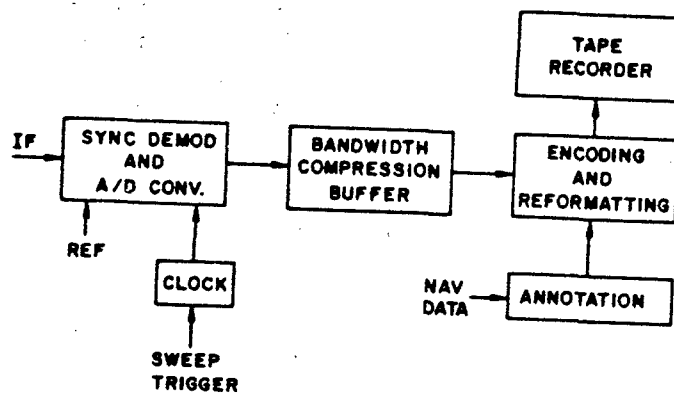 TAPE
RECORDER
IF
SYNC DEMOD
AND
A/D CONV.
BANDWIDTH
COMPRESSION
BUFFER
ENCODING
AND
REFORMATTING
REF
CLOCK
NAV
DATA
ANNOTATION
SWEEP
TRIGGER